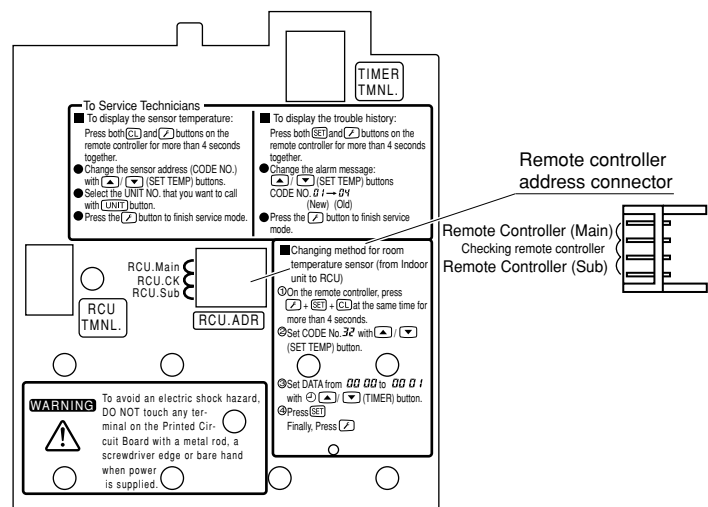 TIMER
TMNL.
To Service Technicians
■ To display the sensor temperature:
Press both CL and buttons on the
remote controller for more than 4 seconds
together.
● Change the sensor address (CODE NO.)
with ▲ / ▼ (SET TEMP) buttons.
● Select the UNIT NO. that you want to call
with UNIT button.
● Press the button to finish service mode.
■ To display the trouble history:
Press both SET and buttons on the
remote controller for more than 4 seconds
together.
● Change the alarm message:
▲ / ▼ (SET TEMP) buttons
CODE NO. 01 → 04
(New) (Old)
● Press the button to finish service
mode.
Remote controller
address connector
Remote Controller (Main)
Checking remote controller
Remote Controller (Sub)
RCU.Main
RCU.CK
RCU.Sub
RCU
TMNL.
RCU.ADR
■ Changing method for room
temperature sensor (from Indoor
unit to RCU)
① On the remote controller, press
+ SET + CL at the same time for
more than 4 seconds.
② Set CODE No. 32 with ▲ / ▼
(SET TEMP) button.
③ Set DATA from 00 00 to 00 01
with ▲ / ▼ (TIMER) button.
④ Press SET
Finally, Press
WARNING
To avoid an electric shock hazard,
DO NOT touch any ter-
minal on the Printed Cir-
cuit Board with a metal rod, a
screwdriver edge or bare hand
when power
is supplied.